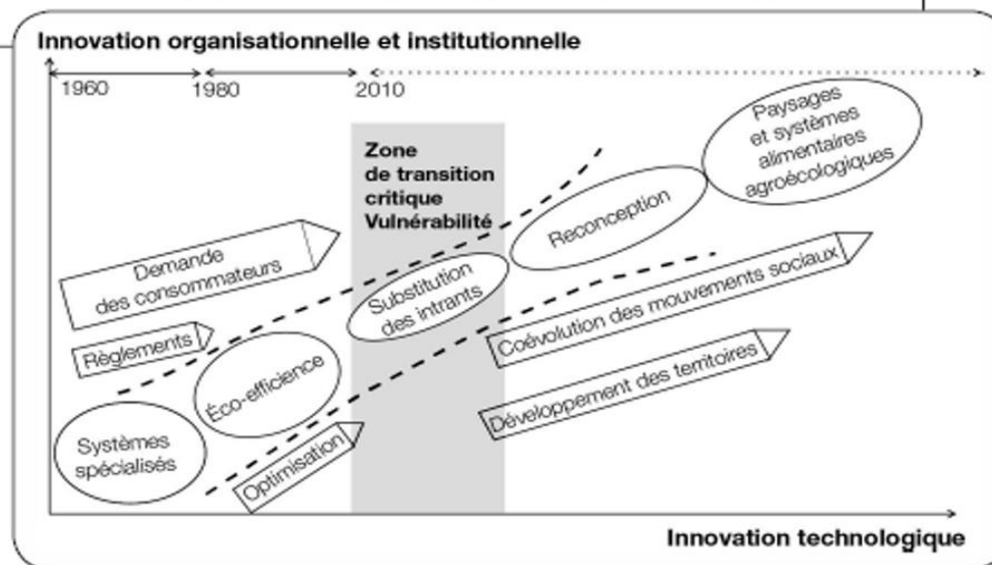 Innovation organisationnelle et institutionnelle
1960
1980
2010
Zone
de transition
critique
Vulnérabilité
Paysages
et systèmes
alimentaires
agroécologiques
Reconception
Demande
des consommateurs
Substitution
des intrants
Règlements
Coévolution des mouvements sociaux
Éco-efficience
Développement des territoires
Systèmes
spécialisés
Optimisation
Innovation technologique